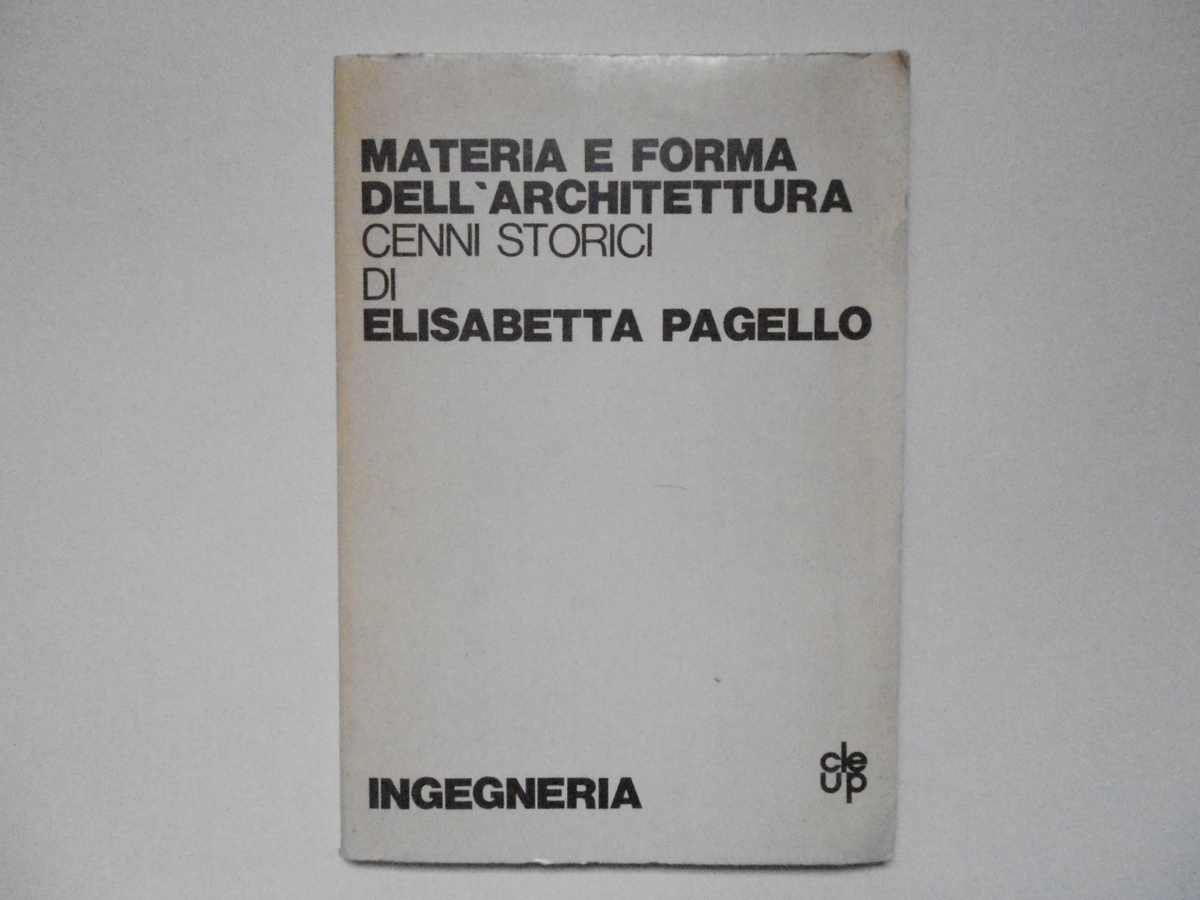 MATERIA E FORMA
DELL`ARCHITETTURA
CENNI STORICI
DI
ELISABETTA PAGELLO
INGEGNERIA
cle
up